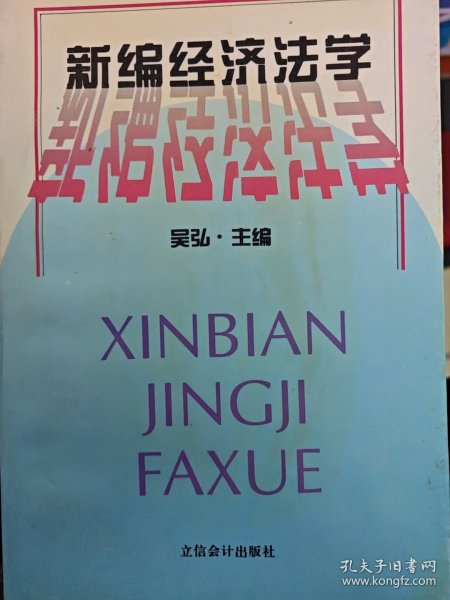 新编经济法学
吴弘·主编
XINBIAN
JINGJI
FAXUE
立信会计出版社
孔夫子旧书网
www.kongfz.com